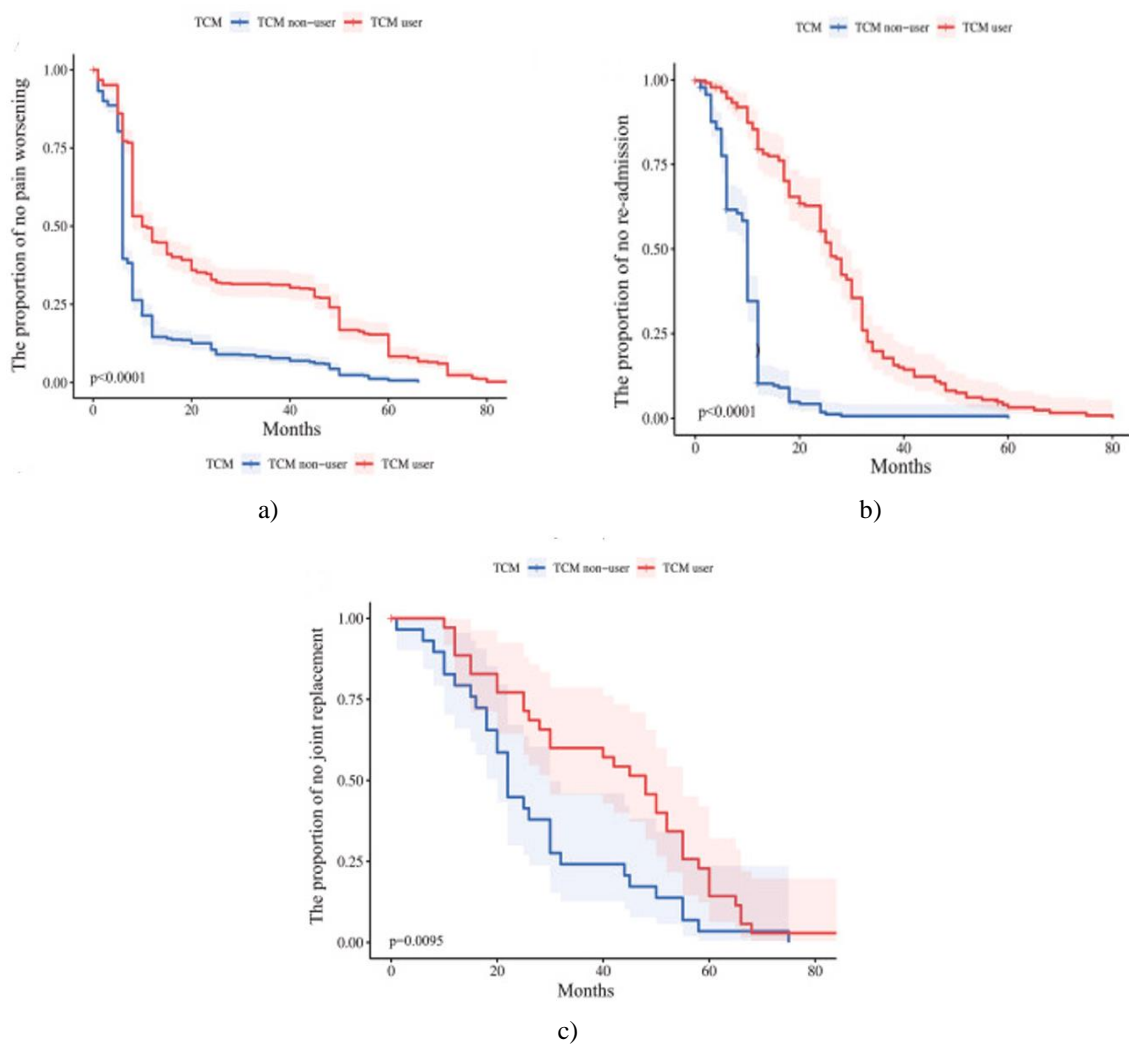 TCM TCM non-user TCM user
The proportion of no pain worsening
1.00
0.75
0.50
0.25
0.00
p<0.0001
0 20 40 60 80
Months
TCM TCM non-user TCM user
a)
TCM TCM non-user TCM user
b)
The proportion of no re-admission
1.00
0.75
0.50
0.25
0.00
p<0.0001
0 20 40 60 80
Months
b)
TCM TCM non-user TCM user
The proportion of no joint replacement
1.00
0.75
0.50
0.25
0.00
p=0.0095
0 20 40 60 80
Months
c)